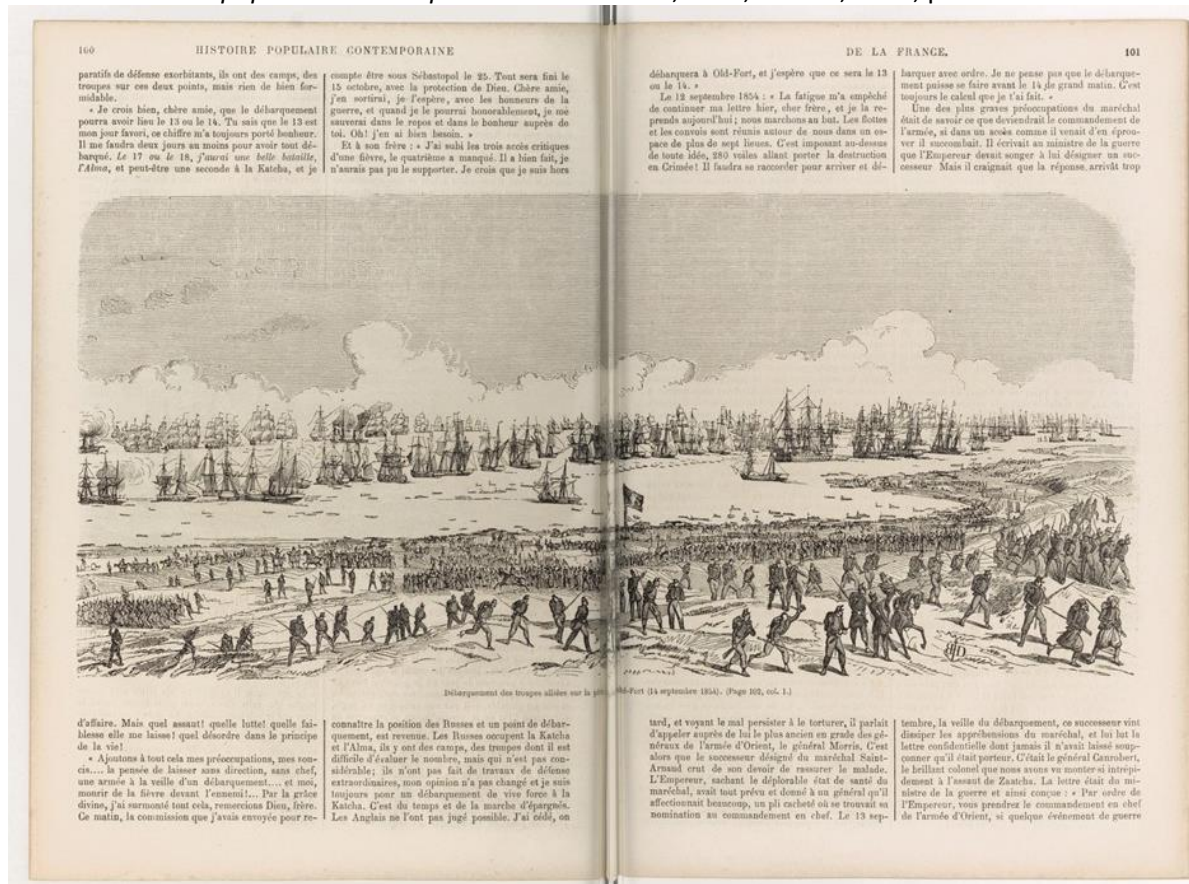 100 HISTOIRE POPULAIRE CONTEMPORAINE
paratifs de défense exorbitants, ils ont des camps, des
troupes sur ces deux points, mais rien de bien for-
midable.
« Je crois bien, chère amie, que le débarquement
pourra avoir lieu le 13 ou le 14. Tu sais que le 13 est
mon jour favori, ce chiffre m'a toujours porté bonheur.
Il me faudra deux jours au moins pour avoir tout dé-
barqué. Le 17 ou le 18, j'aurai une belle bataille,
l'Alma, et peut-être une seconde à la Katcha, et je
compte être sous Sébastopol le 25. Tout sera fini le
15 octobre, avec la protection de Dieu. Chère amie,
j'en sortirai, je l'espère, avec les honneurs de la
guerre, et quand je le pourrai honorablement, je me
sauverai dans le repos et dans le bonheur auprès de
toi. Oh! j'en ai bien besoin. »
Et à son frère : « J'ai subi les trois accès critiques
d'une fièvre, le quatrième a manqué. Il a bien fait, je
n'aurais pas pu le supporter. Je crois que je suis hors
d'affaire. Mais quel assaut! quelle lutte! quelle fai-
blesse elle me laisse! quel désordre dans le principe
de la vie!
« Ajoutons à tout cela mes préoccupations, mes sou-
cis.... la pensée de laisser sans direction, sans chef,
une armée à la veille d'un débarquement.... et moi,
mourir de la fièvre devant l'ennemi!... Par la grâce
divine, j'ai surmonté tout cela, remercions Dieu, frère.
Ce matin, la commission que j'avais envoyée pour re-
connaître la position des Russes et un point de débar-
quement, est revenue. Les Russes occupent la Katcha
et l'Alma, ils y ont des camps, des troupes dont il est
difficile d'évaluer le nombre, mais qui n'est pas con-
sidérable; ils n'ont pas fait de travaux de défense
extraordinaires, mon opinion n'a pas changé et je suis
toujours pour un débarquement de vive force à la
Katcha. C'est du temps et de la marche d'épargnés.
Les Anglais ne l'ont pas jugé possible. J'ai cédé, on
DE LA FRANCE. 101
débarquera à Old-Fort, et j'espère que ce sera le 13
ou le 14. »
Le 12 septembre 1854 : « La fatigue m'a empêché
de continuer ma lettre hier, cher frère, et je la re-
prends aujourd'hui; nous marchons au but. Les flottes
et les convois sont réunis autour de nous dans un es-
pace de plus de sept lieues. C'est imposant au-dessus
de toute idée, 280 voiles allant porter la destruction
en Crimée! Il faudra se raccorder pour arriver et dé-
barquer avec ordre. Je ne pense pas que le débarque-
ment puisse se faire avant le 14 de grand matin. C'est
toujours le calcul que je t'ai fait. »
Une des plus graves préoccupations du maréchal
était de savoir ce que deviendrait le commandement de
l'armée, si dans un accès comme il venait d'en éprou-
ver il succombait. Il écrivait au ministre de la guerre
que l'Empereur devait songer à lui désigner un suc-
cesseur Mais il craignait que la réponse arrivât trop
BD
Débarquement des troupes alliées sur la Old-Fort (14 septembre 1854). (Page 102, col. 1.)
tard, et voyant le mal persister à le torturer, il parlait
d'appeler auprès de lui le plus ancien en grade des gé-
néraux de l'armée d'Orient, le général Morris. C'est
alors que le successeur désigné du maréchal Saint-
Arnaud crut de son devoir de rassurer le malade.
L'Empereur, sachant le déplorable état de santé du
maréchal, avait tout prévu et donné à un général qu'il
affectionnait beaucoup, un pli cacheté où se trouvait sa
nomination au commandement en chef. Le 13 sep-
tembre, la veille du débarquement, ce successeur vint
dissiper les appréhensions du maréchal, et lui lut la
lettre confidentielle dont jamais il n'avait laissé soup-
çonner qu'il était porteur. C'était le général Canrobert,
le brillant colonel que nous avons vu monter si intrépi-
dement à l'assaut de Zaatcha. La lettre était du mi-
nistre de la guerre et ainsi conçue : « Par ordre de
l'Empereur, vous prendrez le commandement en chef
de l'armée d'Orient, si quelque événement de guerre